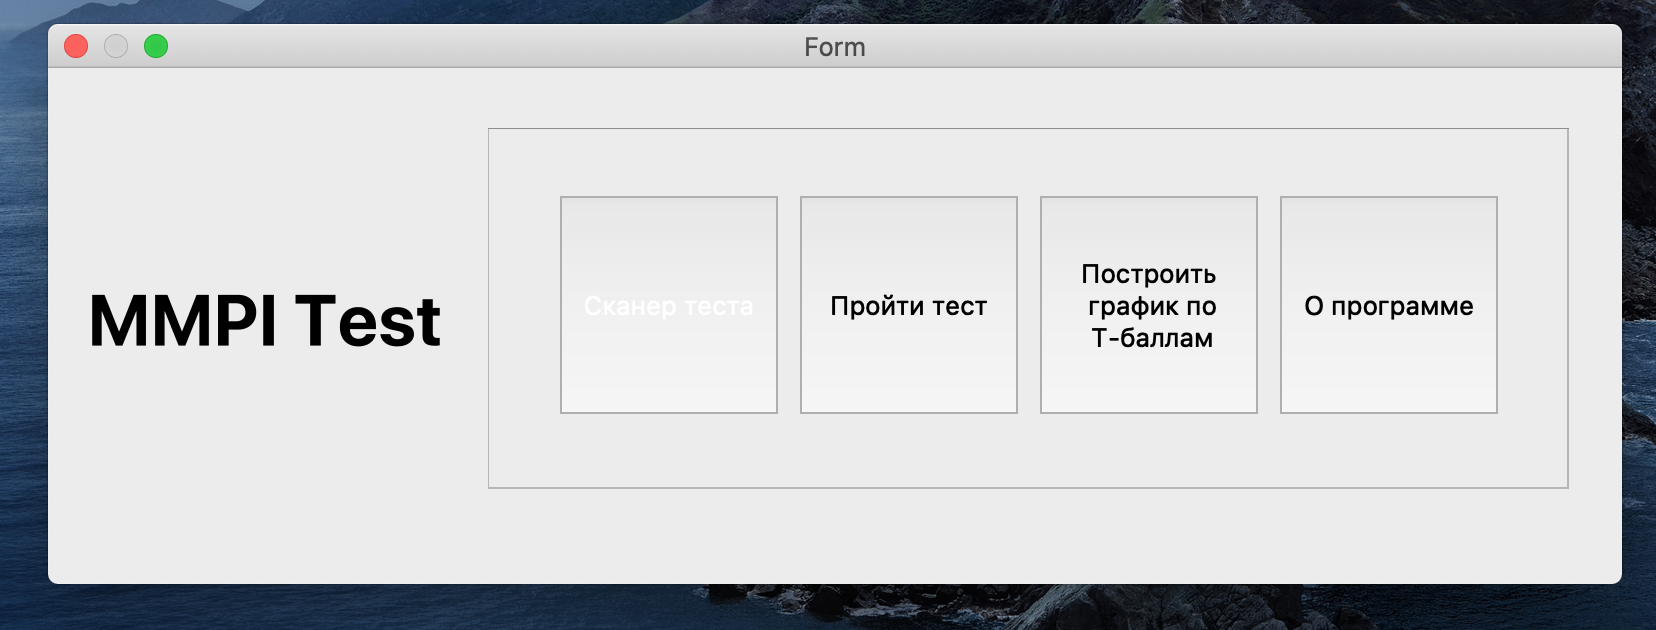 Form
MMPI Test
Сканер теста
Пройти тест
Построить
график по
Т-баллам
О программе